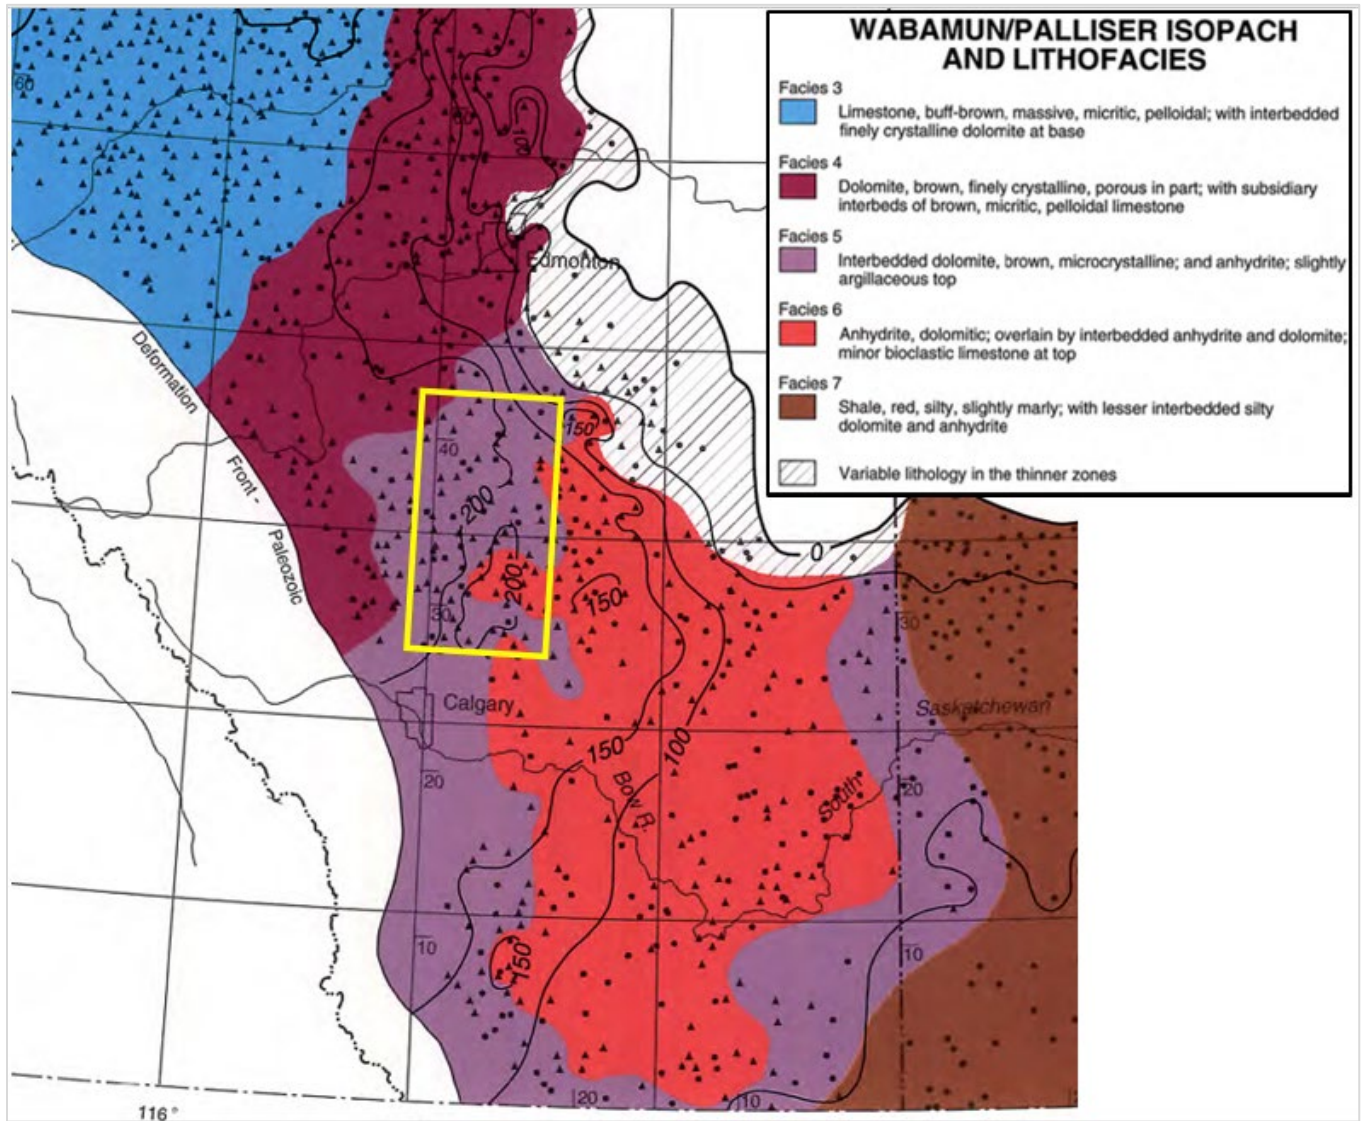 WABAMUN/PALLISER ISOPACH
AND LITHOFACIES
Facies 3
Limestone, buff-brown, massive, micritic, pelloidal; with interbedded
finely crystalline dolomite at base
Facies 4
Dolomite, brown, finely crystalline, porous in part; with subsidiary
interbeds of brown, micritic, pelloidal limestone
Facies 5
Interbedded dolomite, brown, microcrystalline; and anhydrite; slightly
argillaceous top
Facies 6
Anhydrite, dolomitic; overlain by interbedded anhydrite and dolomite;
minor bioclastic limestone at top
Facies 7
Shale, red, silty, slightly marly; with lesser interbedded silty
dolomite and anhydrite
Variable lithology in the thinner zones
60
100
Edmonton
Deformation
Front -
Paleozoic
150
40
200
0
200
150
30
30
Calgary
Saskatchewan
150
100
20
Bow R.
South
20
10
150
10
20
10
116°